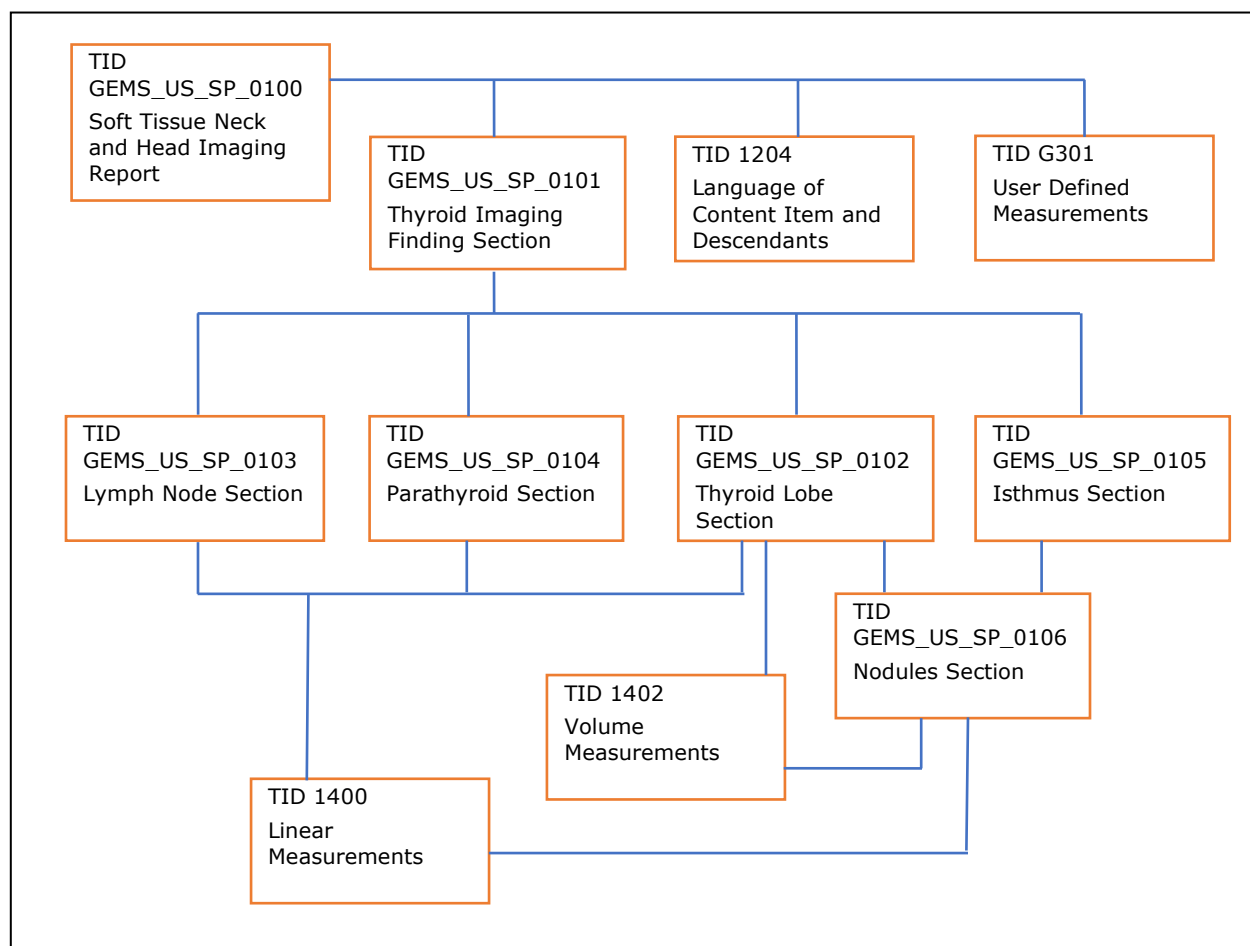 TID
GEMS_US_SP_0100
Soft Tissue Neck
and Head Imaging
Report
TID
GEMS_US_SP_0101
Thyroid Imaging
Finding Section
TID 1204
Language of
Content Item and
Descendants
TID G301
User Defined
Measurements
TID
GEMS_US_SP_0103
Lymph Node Section
TID
GEMS_US_SP_0104
Parathyroid Section
TID
GEMS_US_SP_0102
Thyroid Lobe
Section
TID
GEMS_US_SP_0105
Isthmus Section
TID
GEMS_US_SP_0106
Nodules Section
TID 1402
Volume
Measurements
TID 1400
Linear
Measurements